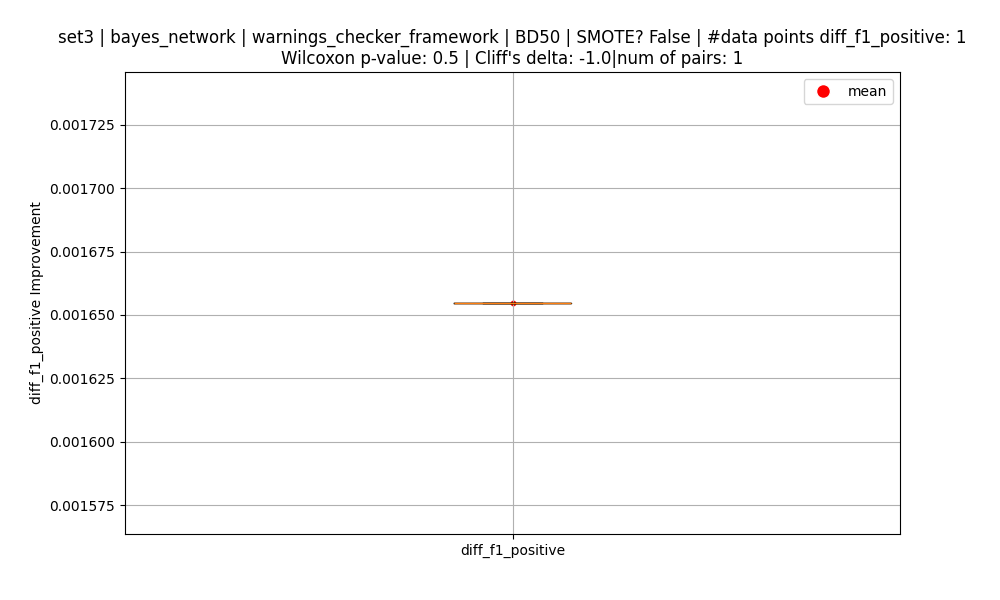 set3 | bayes_network | warnings_checker_framework | BD50 | SMOTE? False | #data points diff_f1_positive: 1
Wilcoxon p-value: 0.5 | Cliff's delta: -1.0|num of pairs: 1
mean
0.001725
0.001700
0.001675
0.001650
0.001625
0.001600
0.001575
diff_f1_positive Improvement
diff_f1_positive